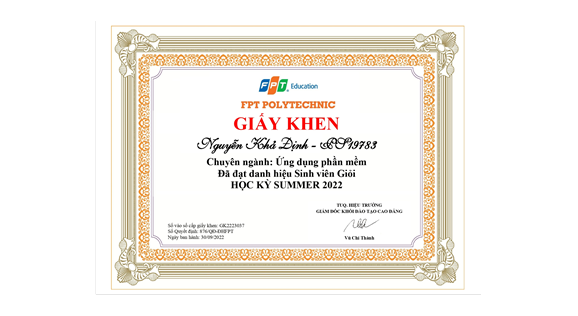 FPT Education
FPT POLYTECHNIC
GIẤY KHEN
Nguyễn Khả Định - PS19783
Chuyên ngành: Ứng dụng phần mềm
Đã đạt danh hiệu Sinh viên Giỏi
HỌC KỲ SUMMER 2022
TUQ. HIỆU TRƯỞNG
GIÁM ĐỐC KHỐI ĐÀO TẠO CAO ĐẲNG
Số vào sổ cấp giấy khen: GK2223057
Số Quyết định: 876/QĐ-ĐHFPT
Ngày ban hành: 30/09/2022
Vũ Chí Thành